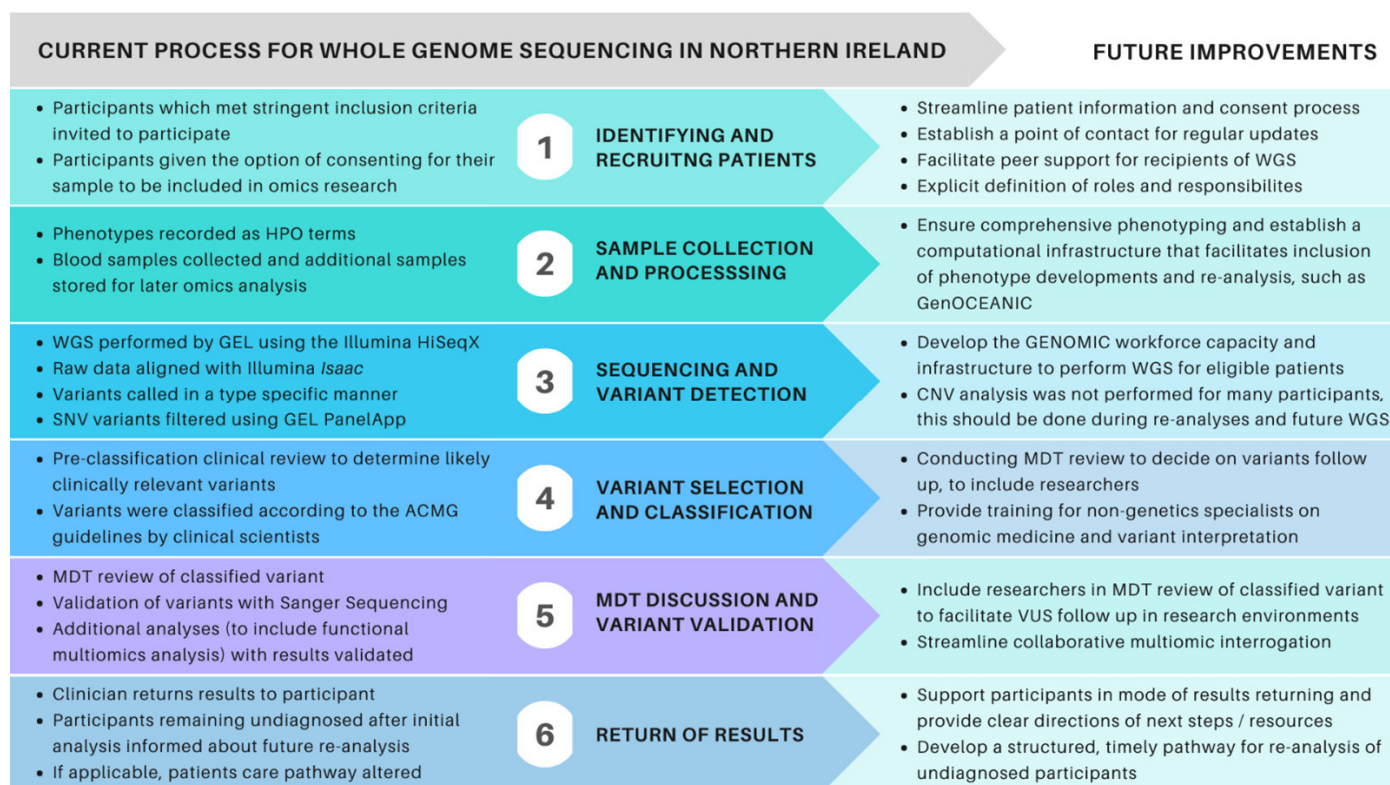 CURRENT PROCESS FOR WHOLE GENOME SEQUENCING IN NORTHERN IRELAND
FUTURE IMPROVEMENTS
• Participants which met stringent inclusion criteria
invited to participate
• Participants given the option of consenting for their
sample to be included in omics research
1
IDENTIFYING AND
RECRUITNG PATIENTS
• Streamline patient information and consent process
• Establish a point of contact for regular updates
• Facilitate peer support for recipients of WGS
• Explicit definition of roles and responsibilites
• Phenotypes recorded as HPO terms
• Blood samples collected and additional samples
stored for later omics analysis
2
SAMPLE COLLECTION
AND PROCESSSING
• Ensure comprehensive phenotyping and establish a
computational infrastructure that facilitates inclusion
of phenotype developments and re-analysis, such as
GenOCEANIC
• WGS performed by GEL using the Illumina HiSeqX
• Raw data aligned with Illumina Isaac
• Variants called in a type specific manner
• SNV variants filtered using GEL PanelApp
3
SEQUENCING AND
VARIANT DETECTION
• Develop the GENOMIC workforce capacity and
infrastructure to perform WGS for eligible patients
• CNV analysis was not performed for many participants,
this should be done during re-analyses and future WGS
• Pre-classification clinical review to determine likely
clinically relevant variants
• Variants were classified according to the ACMG
guidelines by clinical scientists
4
VARIANT SELECTION
AND CLASSIFICATION
• Conducting MDT review to decide on variants follow
up, to include researchers
• Provide training for non-genetics specialists on
genomic medicine and variant interpretation
• MDT review of classified variant
• Validation of variants with Sanger Sequencing
• Additional analyses (to include functional
multiomics analysis) with results validated
5
MDT DISCUSSION AND
VARIANT VALIDATION
• Include researchers in MDT review of classified variant
to facilitate VUS follow up in research environments
• Streamline collaborative multiomic interrogation
• Clinician returns results to participant
• Participants remaining undiagnosed after initial
analysis informed about future re-analysis
• If applicable, patients care pathway altered
6
RETURN OF RESULTS
• Support participants in mode of results returning and
provide clear directions of next steps / resources
• Develop a structured, timely pathway for re-analysis of
undiagnosed participants